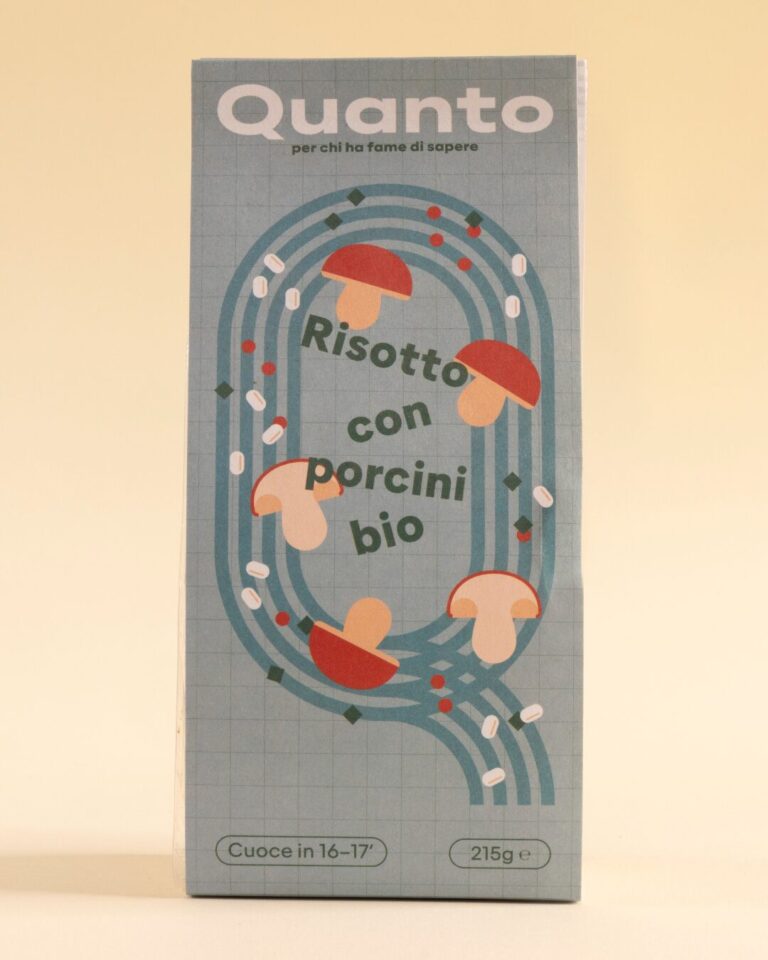 Quanto
per chi ha fame di sapere
Risotto
con
porcini
bio
Cuoce in 16–17’
215g ℮